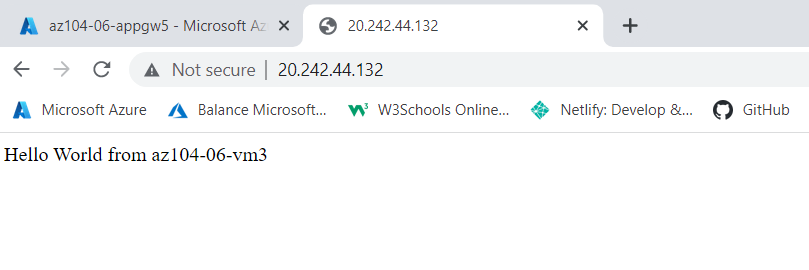 az104-06-appgw5 - Microsoft Az
20.242.44.132
Not secure | 20.242.44.132
Microsoft Azure
Balance Microsoft...
W3Schools Online...
Netlify: Develop &...
GitHub
Hello World from az104-06-vm3